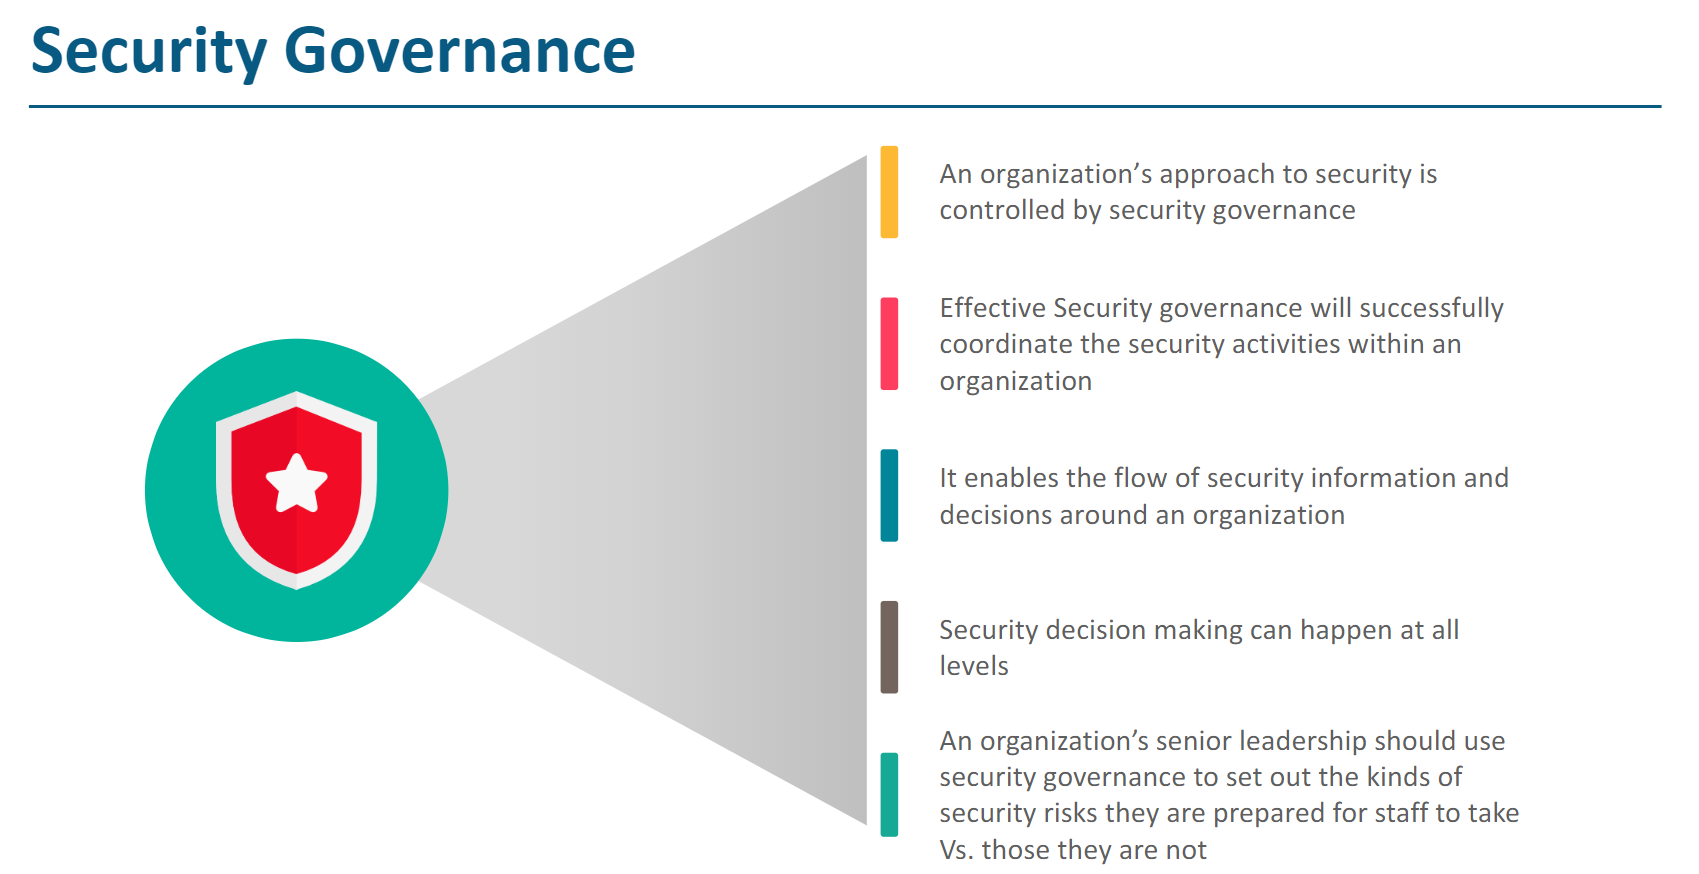 Security Governance
An organization’s approach to security is
controlled by security governance
Effective Security governance will successfully
coordinate the security activities within an
organization
It enables the flow of security information and
decisions around an organization
Security decision making can happen at all
levels
An organization’s senior leadership should use
security governance to set out the kinds of
security risks they are prepared for staff to take
Vs. those they are not